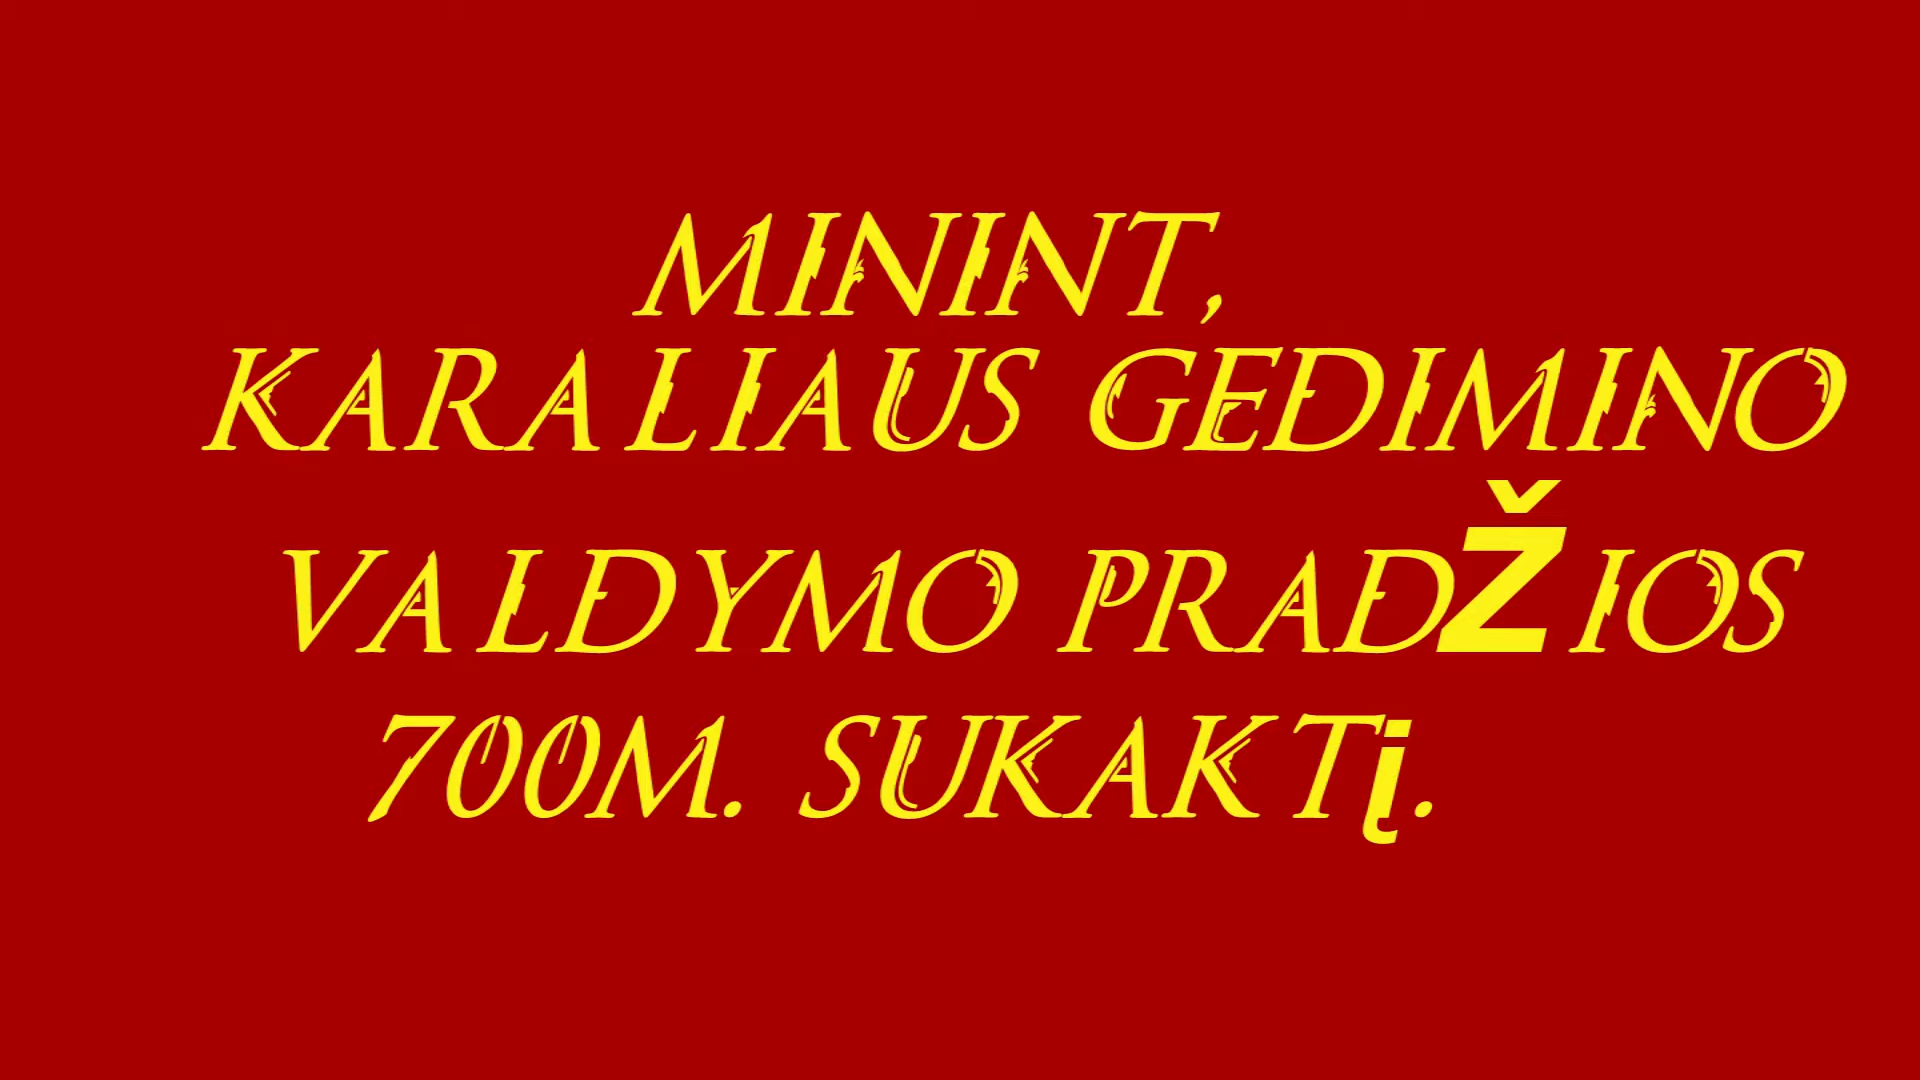 MININT,
KARALIAUS GEDIMINO
VALDYMO PRADŽIOS
700M. SUKAKTį.